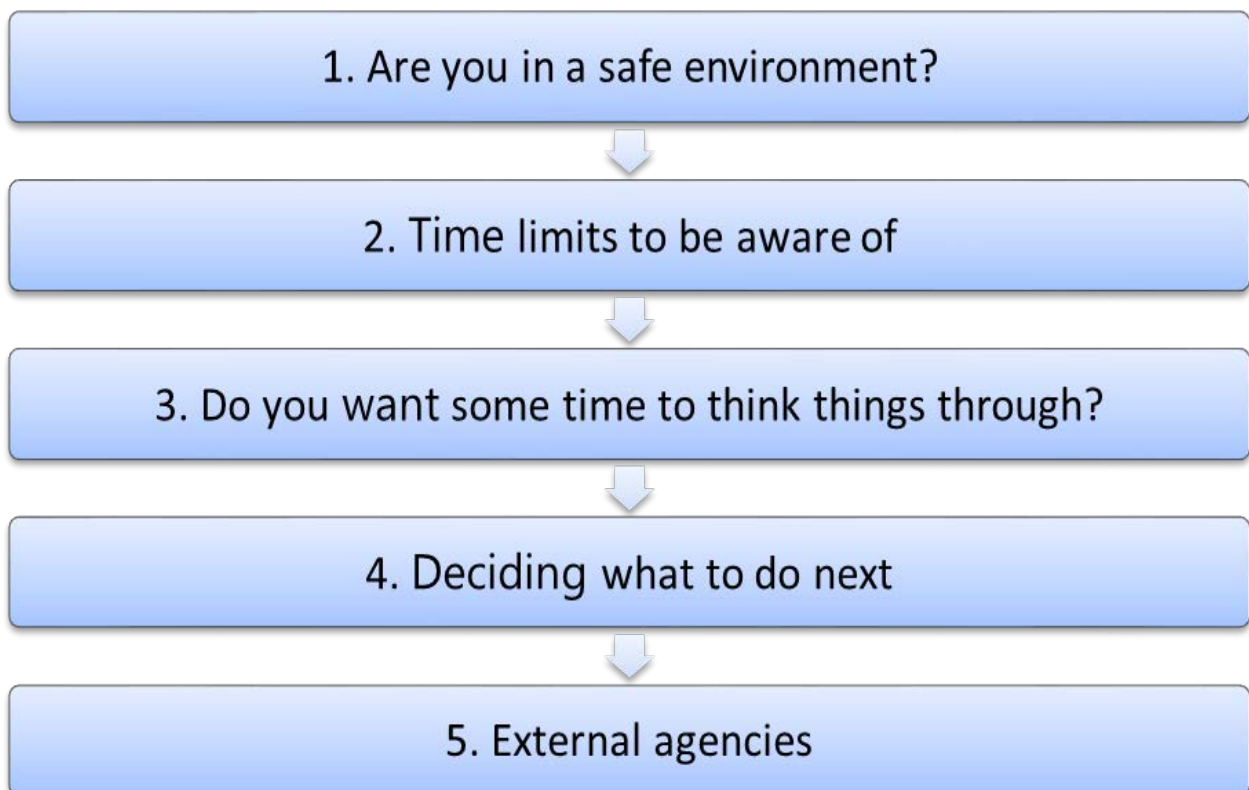 1. Are you in a safe environment?
2. Time limits to be aware of
3. Do you want some time to think things through?
4. Deciding what to do next
5. External agencies